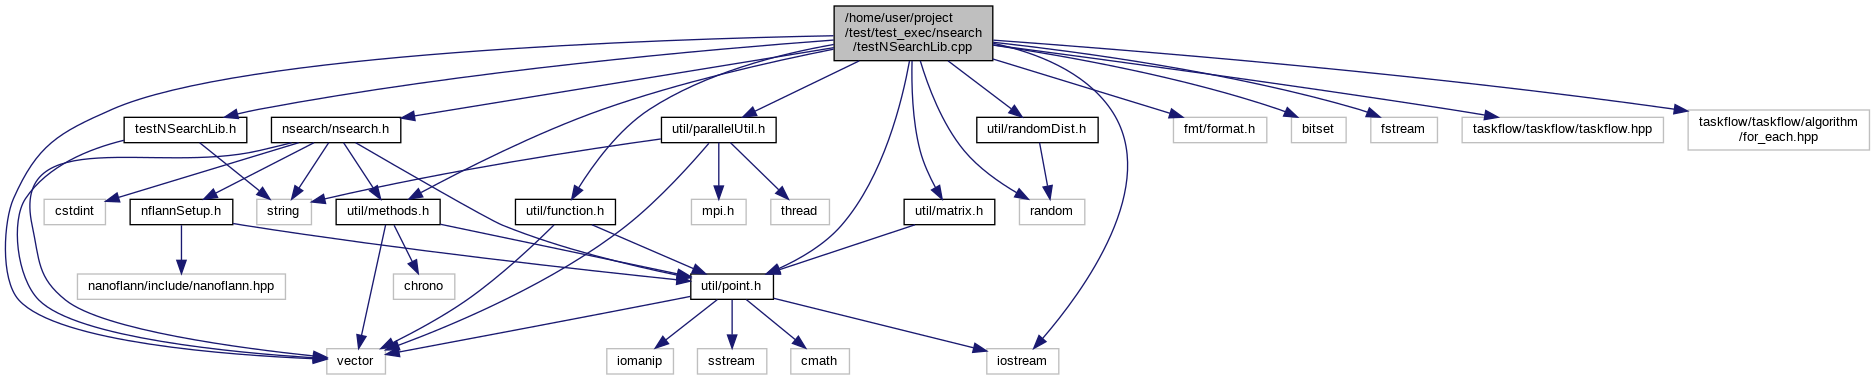 /home/user/project
/test/test_exec/nsearch
/testNSearchLib.cpp
testNSearchLib.h
nsearch/nsearch.h
util/parallelUtil.h
util/randomDist.h
fmt/format.h
bitset
fstream
taskflow/taskflow/taskflow.hpp
taskflow/taskflow/algorithm
/for_each.hpp
cstdint
nflannSetup.h
string
util/methods.h
util/function.h
mpi.h
thread
util/matrix.h
random
nanoflann/include/nanoflann.hpp
chrono
util/point.h
vector
iomanip
sstream
cmath
iostream